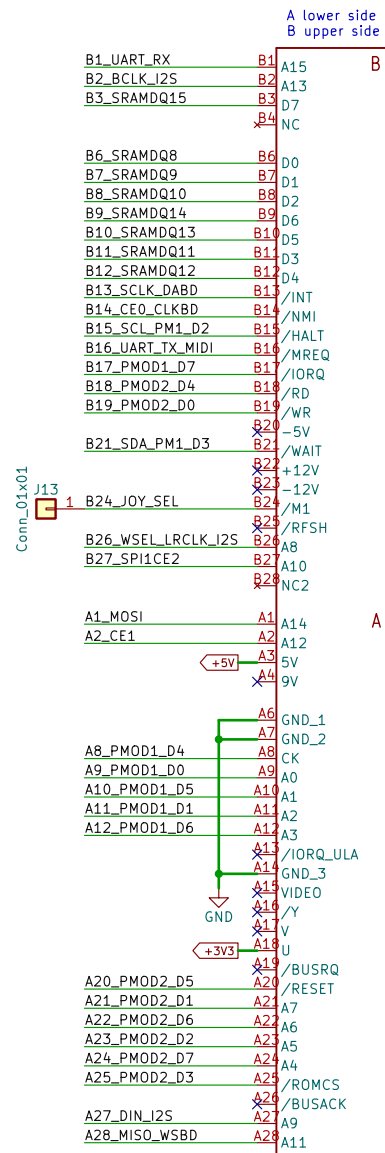 A lower side
B upper side
B
B1_UART_RX B1 A15
B2_BCLK_I2S B2 A13
B3_SRAMDQ15 B3 D7
B4 NC
B6_SRAMDQ8 B6 D0
B7_SRAMDQ9 B7 D1
B8_SRAMDQ10 B8 D2
B9_SRAMDQ14 B9 D6
B10_SRAMDQ13 B10 D5
B11_SRAMDQ11 B11 D3
B12_SRAMDQ12 B12 D4
B13_SCLK_DABD B13 /INT
B14_CE0_CLKBD B14 /NMI
B15_SCL_PM1_D2 B15 /HALT
B16_UART_TX_MIDI B16 /MREQ
B17_PMOD1_D7 B17 /IORQ
B18_PMOD2_D4 B18 /RD
B19_PMOD2_D0 B19 /WR
B20 -5V
B21_SDA_PM1_D3 B21 /WAIT
B22 +12V
B23 -12V
J13
Conn_01x01
1 B24_JOY_SEL B24 /M1
B25 /RFSH
B26_WSEL_LRCLK_I2S B26 A8
B27_SPI1CE2 B27 A10
B28 NC2
A
A1_MOSI A1 A14
A2_CE1 A2 A12
+5V A3 5V
A4 9V
A6 GND_1
A7 GND_2
A8_PMOD1_D4 A8 CK
A9_PMOD1_D0 A9 A0
A10_PMOD1_D5 A10 A1
A11_PMOD1_D1 A11 A2
A12_PMOD1_D6 A12 A3
A13 /IORQ_ULA
A14 GND_3
A15 VIDEO
A16 /Y
GND
A17 V
+3V3 A18 U
A19 /BUSRQ
A20_PMOD2_D5 A20 /RESET
A21_PMOD2_D1 A21 A7
A22_PMOD2_D6 A22 A6
A23_PMOD2_D2 A23 A5
A24_PMOD2_D7 A24 A4
A25_PMOD2_D3 A25 /ROMCS
A26 /BUSACK
A27_DIN_I2S A27 A9
A28_MISO_WSBD A28 A11